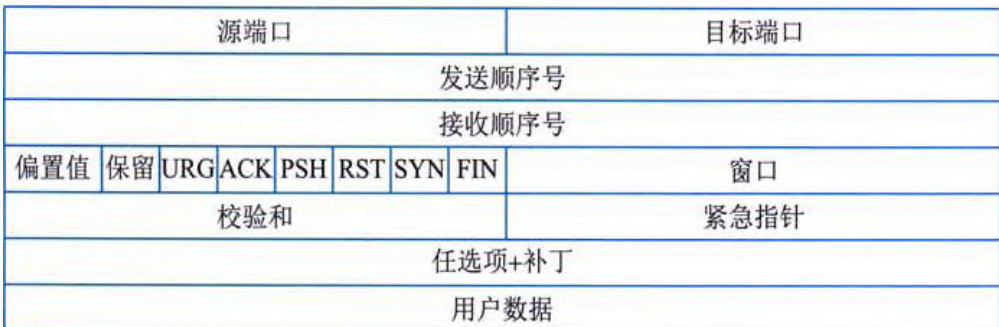 源端口 目标端口
发送顺序号
接收顺序号
偏置值 保留 URG ACK PSH RST SYN FIN 窗口
校验和 紧急指针
任选项+补丁
用户数据